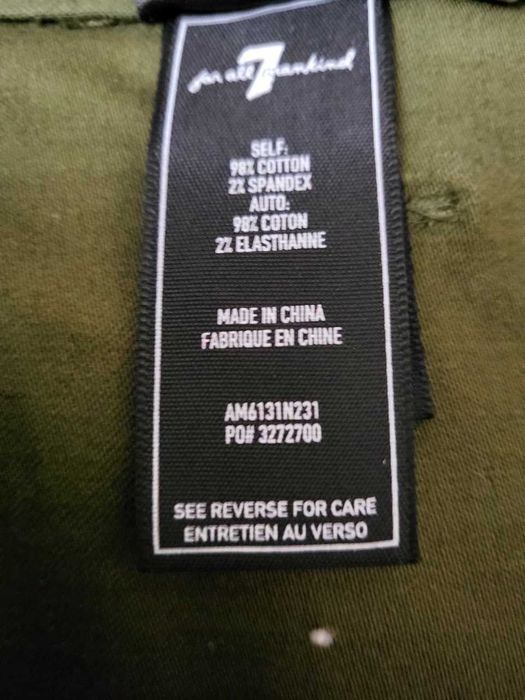 7 for all mankind
SELF:
98% COTTON
2% SPANDEX
AUTO:
98% COTON
2% ELASTHANNE
MADE IN CHINA
FABRIQUE EN CHINE
AM6131N231
PO# 3272700
SEE REVERSE FOR CARE
ENTRETIEN AU VERSO